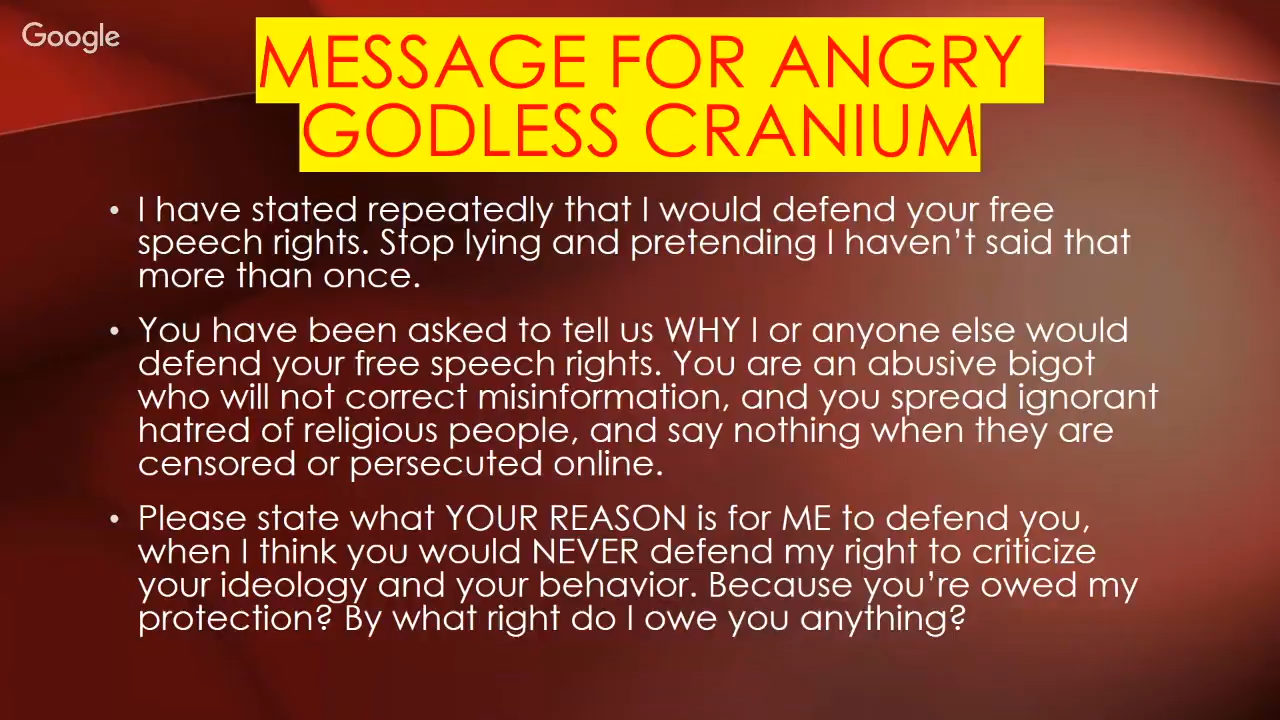 Google
MESSAGE FOR ANGRY
GODLESS CRANIUM
• I have stated repeatedly that I would defend your free
speech rights. Stop lying and pretending I haven't said that
more than once.
• You have been asked to tell us WHY I or anyone else would
defend your free speech rights. You are an abusive bigot
who will not correct misinformation, and you spread ignorant
hatred of religious people, and say nothing when they are
censored or persecuted online.
• Please state what YOUR REASON is for ME to defend you,
when I think you would NEVER defend my right to criticize
your ideology and your behavior. Because you're owed my
protection? By what right do I owe you anything?